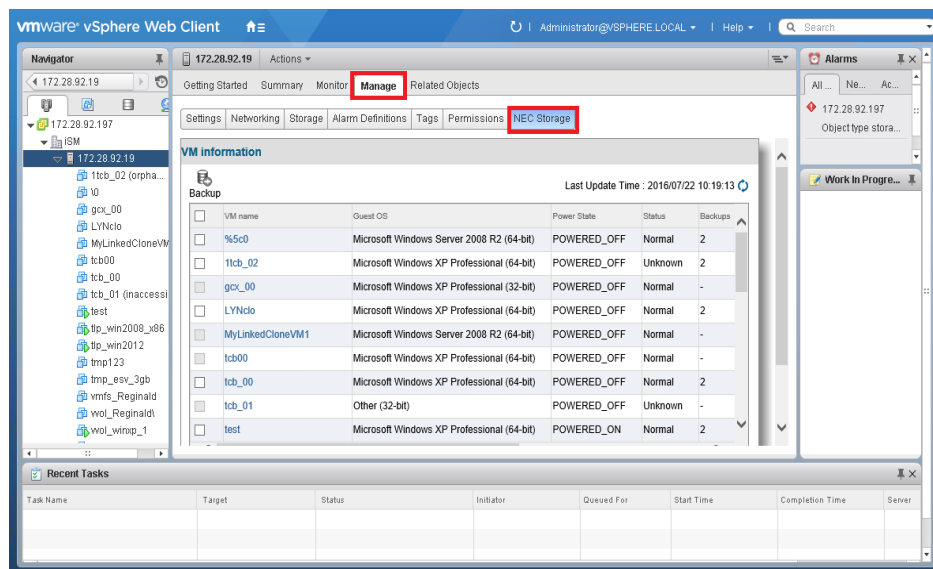 vmware® vSphere Web Client
Administrator@VSPHERE.LOCAL
Help
Search
Navigator
172.28.92.19
172.28.92.197
iSM
172.28.92.19
1tcb_02 (orpha...
\0
gcx_00
LYNclo
MyLinkedCloneVM
tcb00
tcb_00
tcb_01 (inaccessi
test
tlp_win2008_x86
tlp_win2012
tmp123
tmp_esv_3gb
vmfs_Reginald
vvol_Reginald\
vvol_winxp_1
172.28.92.19 Actions
Getting Started Summary Monitor Manage Related Objects
Settings Networking Storage Alarm Definitions Tags Permissions NEC Storage
VM information
Backup
Last Update Time : 2016/07/22 10:19:13
VM name Guest OS Power State Status Backups
%5c0 Microsoft Windows Server 2008 R2 (64-bit) POWERED_OFF Normal 2
1tcb_02 Microsoft Windows XP Professional (64-bit) POWERED_OFF Unknown 2
gcx_00 Microsoft Windows XP Professional (32-bit) POWERED_OFF Normal -
LYNclo Microsoft Windows XP Professional (64-bit) POWERED_OFF Normal 2
MyLinkedCloneVM1 Microsoft Windows Server 2008 R2 (64-bit) POWERED_OFF Normal -
tcb00 Microsoft Windows XP Professional (64-bit) POWERED_OFF Normal -
tcb_00 Microsoft Windows XP Professional (64-bit) POWERED_OFF Normal 2
tcb_01 Other (32-bit) POWERED_OFF Unknown -
test Microsoft Windows XP Professional (64-bit) POWERED_ON Normal 2
Alarms
All ... Ne... Ac...
172.28.92.197
Object type stora...
Work In Progre...
Recent Tasks
Task Name Target Status Initiator Queued For Start Time Completion Time Server